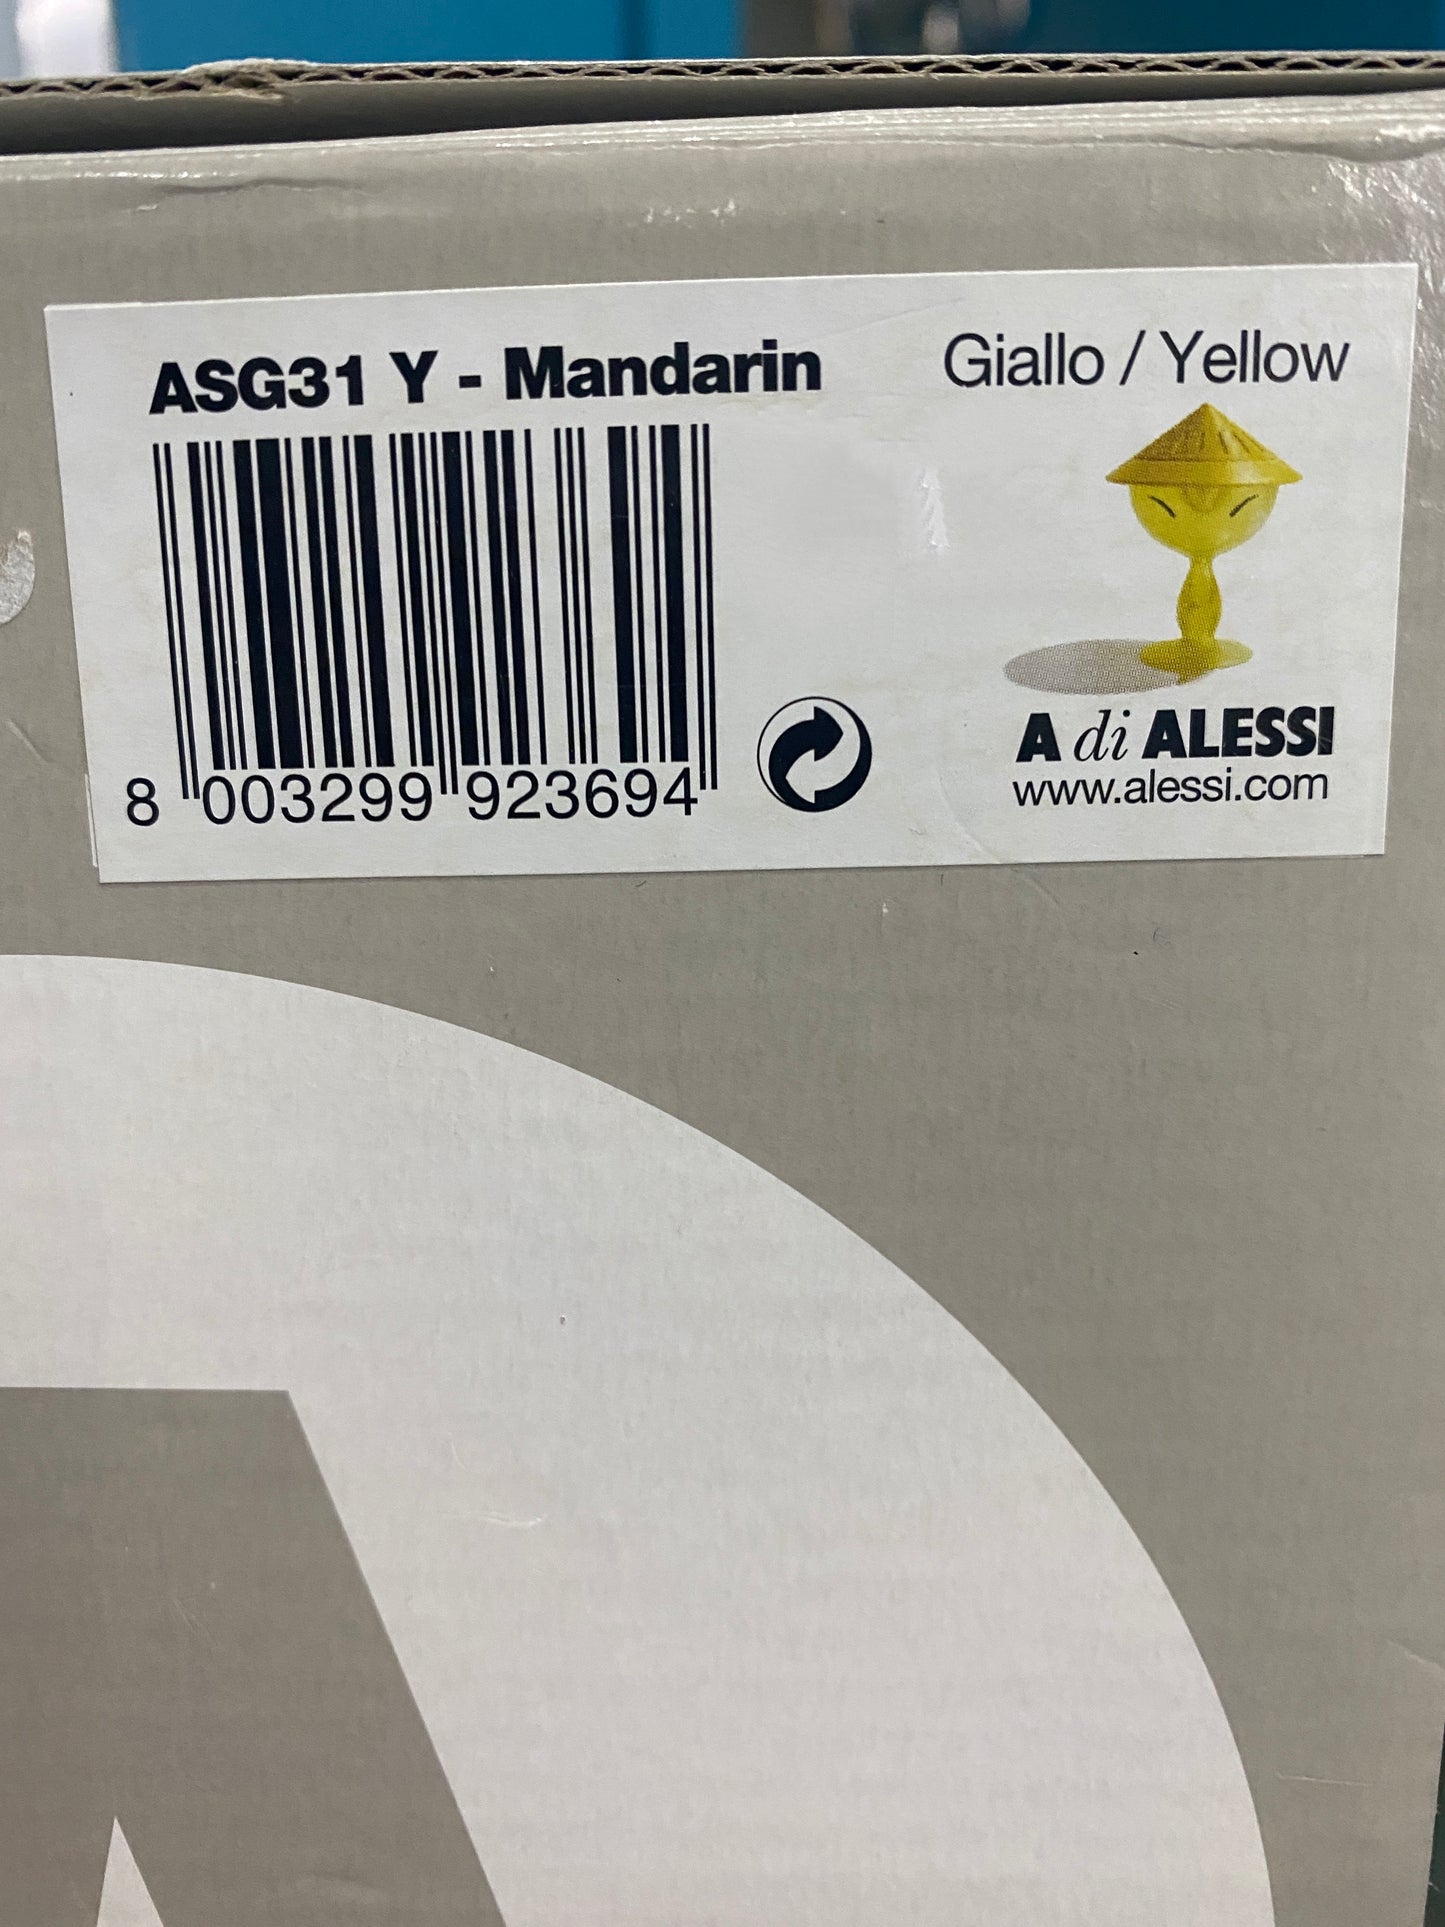 ASG31 Y - Mandarin
Giallo / Yellow
8 003299 923694
A di ALESSI
www.alessi.com